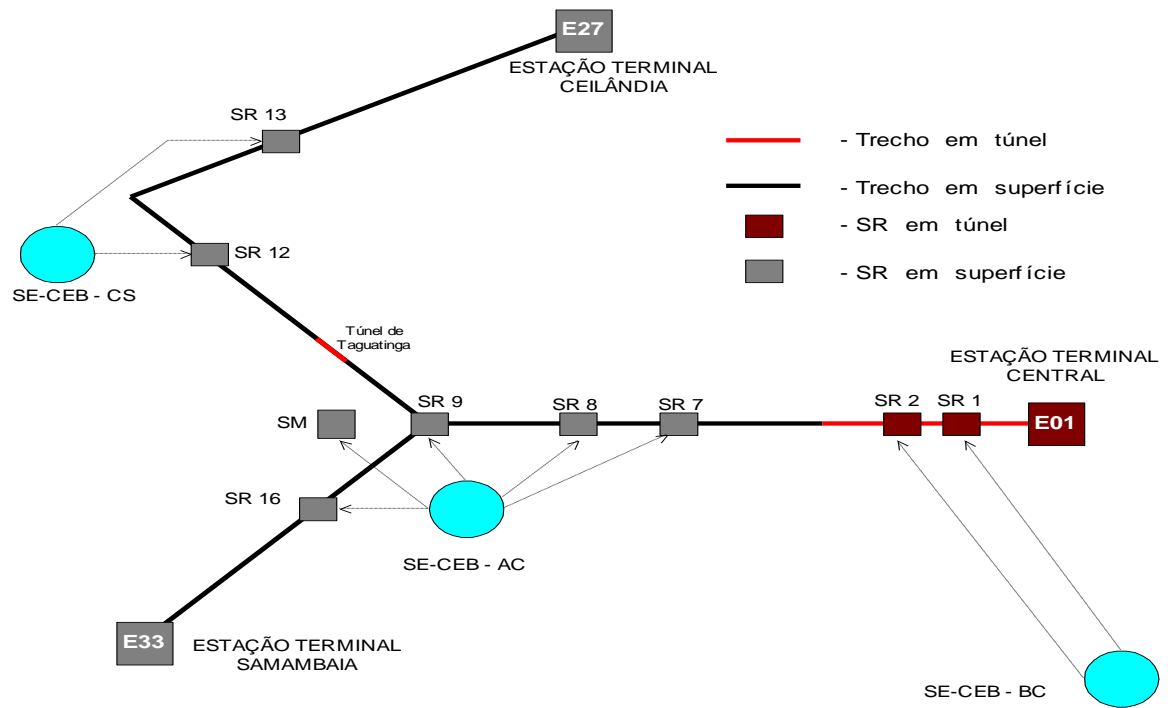 E27
ESTAÇÃO TERMINAL
CEILÂNDIA
SR 13
- Trecho em túnel
- Trecho em superfície
- SR em túnel
- SR em superfície
SR 12
SE-CEB - CS
Túnel de
Taguatinga
ESTAÇÃO TERMINAL
CENTRAL
SM
SR 9
SR 8
SR 7
SR 2
SR 1
E01
SR 16
SE-CEB - AC
E33
ESTAÇÃO TERMINAL
SAMAMBAIA
SE-CEB - BC